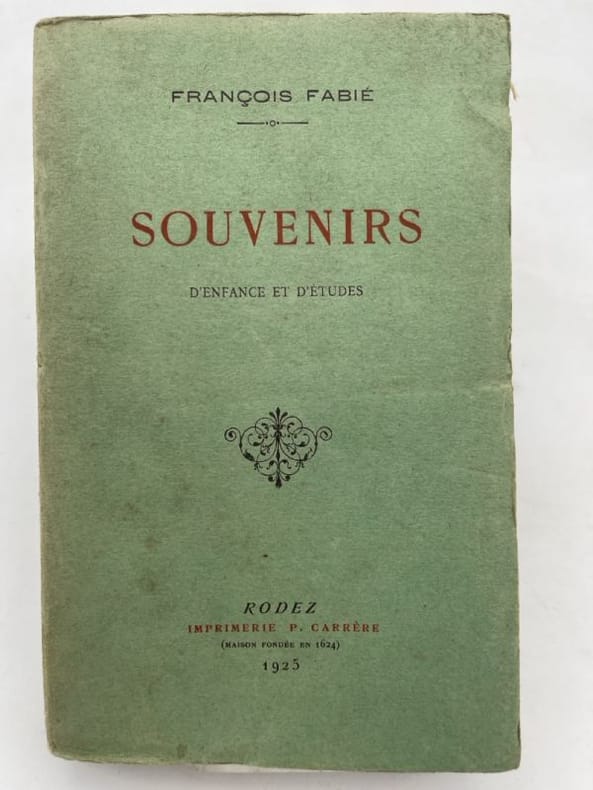 FRANÇOIS FABIÉ
SOUVENIRS
D'ENFANCE ET D'ÉTUDES
RODEZ
IMPRIMERIE P. CARRÈRE
(MAISON FONDÉE EN 1624)
1925